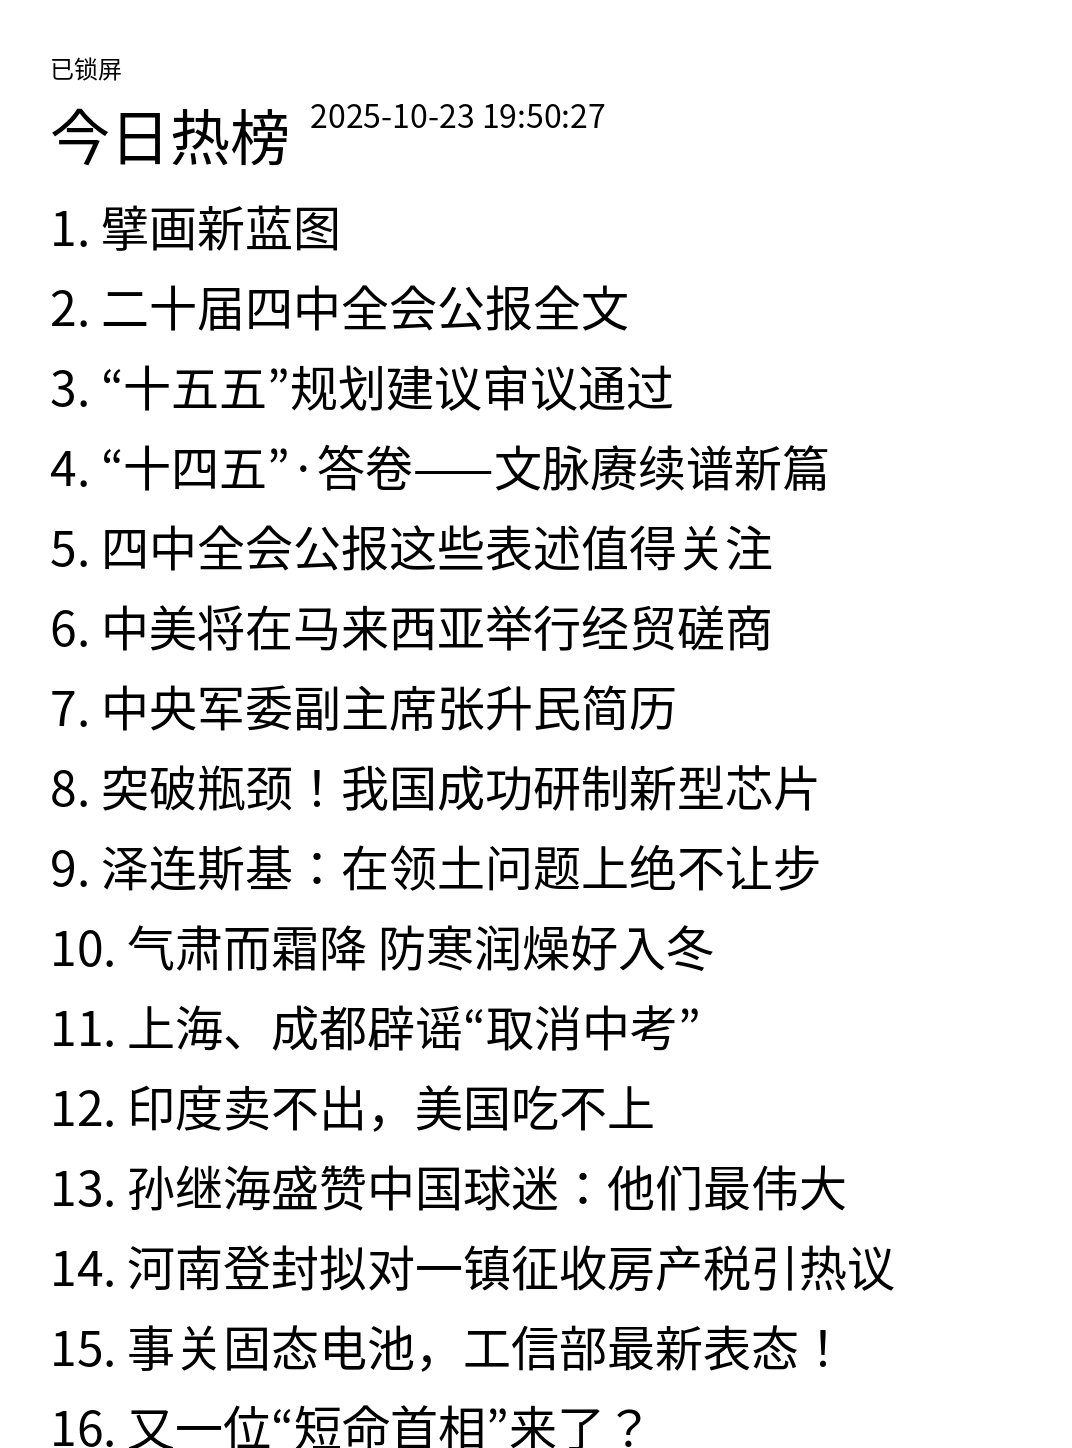 已锁屏
今日热榜 2025-10-23 19:50:27
1. 擘画新蓝图
2. 二十届四中全会公报全文
3. “十五五”规划建议审议通过
4. “十四五”·答卷——文脉赓续谱新篇
5. 四中全会公报这些表述值得关注
6. 中美将在马来西亚举行经贸磋商
7. 中央军委副主席张升民简历
8. 突破瓶颈！我国成功研制新型芯片
9. 泽连斯基：在领土问题上绝不让步
10. 气肃而霜降 防寒润燥好入冬
11. 上海、成都辟谣“取消中考”
12. 印度卖不出，美国吃不上
13. 孙继海盛赞中国球迷：他们最伟大
14. 河南登封拟对一镇征收房产税引热议
15. 事关固态电池，工信部最新表态！
16. 又一位“短命首相”来了？